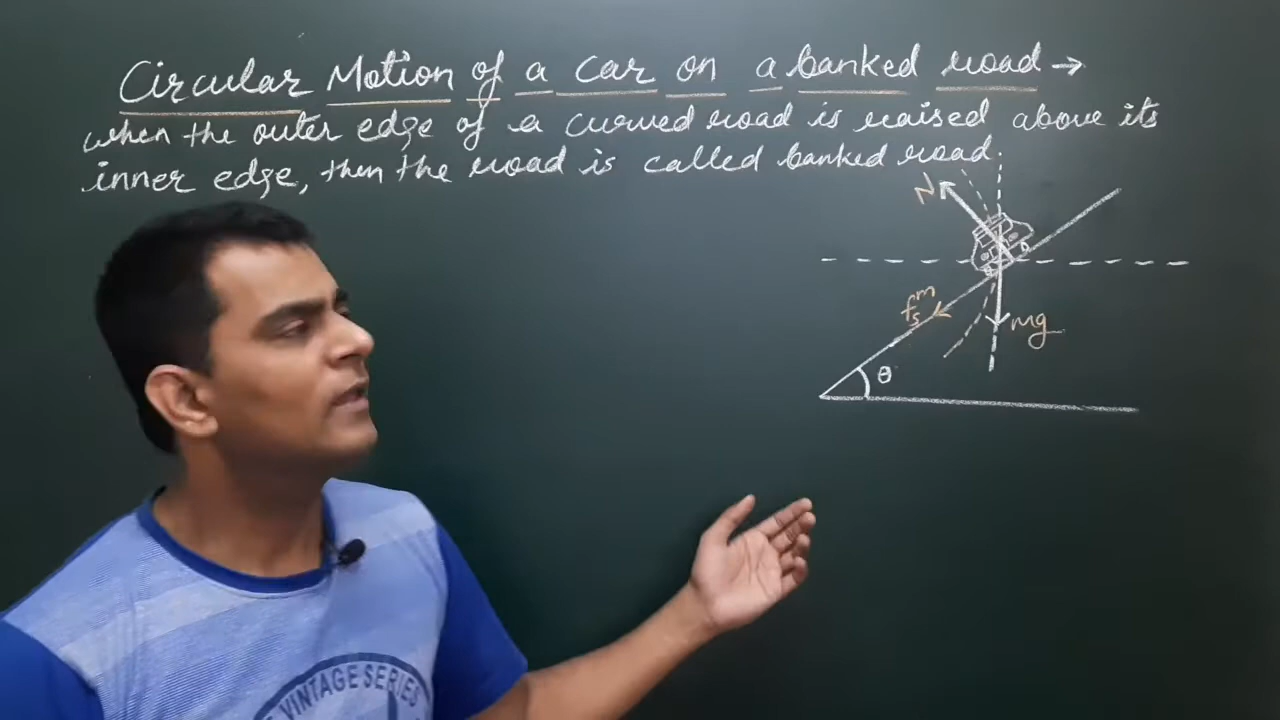 Circular Motion of a Car on a banked road →
when the outer edge of a curved road is raised above its
inner edge, then the road is called banked road.
N
θ
fsm
mg
θ
VINTAGE SERIES